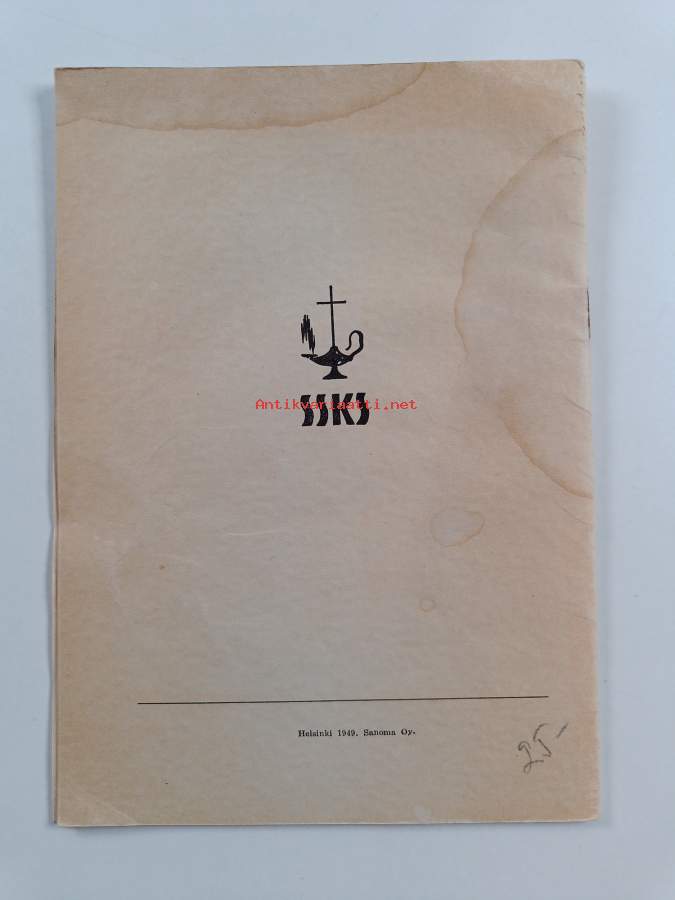 SSKS
Antikvariaatti.net
Helsinki 1949. Sanoma Oy.
25-